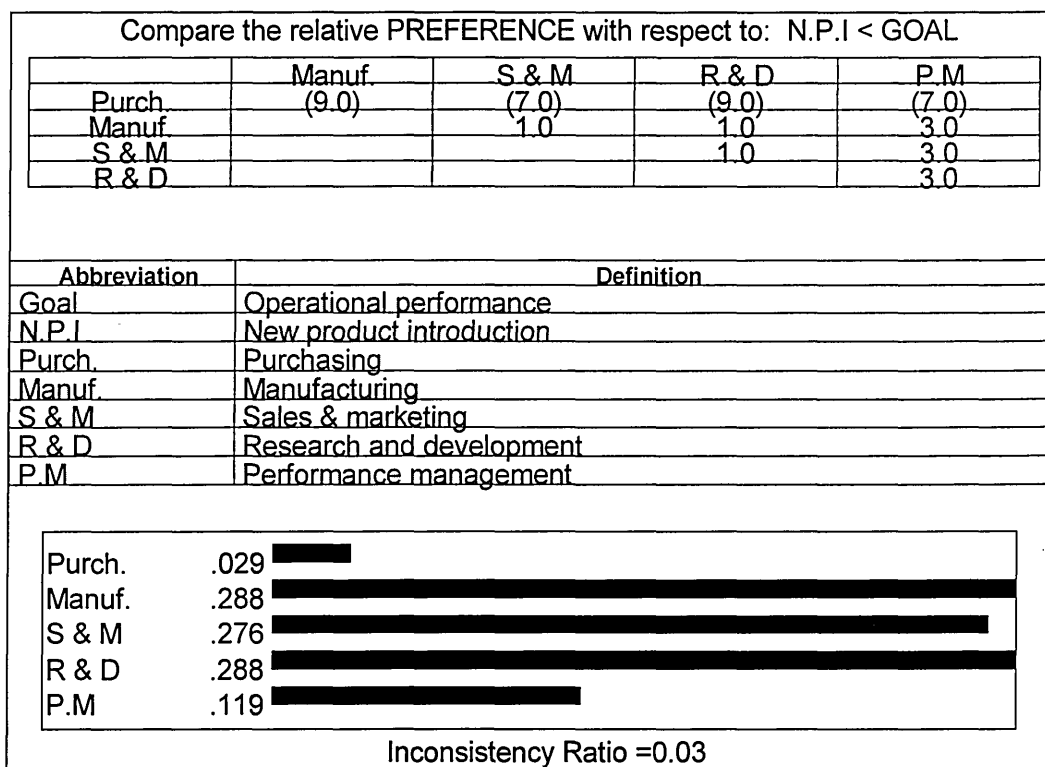 Compare the relative PREFERENCE with respect to: N.P.I < GOAL
Manuf. S & M R & D P.M
Purch. (9.0) (7.0) (9.0) (7.0)
Manuf. 1.0 1.0 3.0
S & M 1.0 3.0
R & D 3.0
Abbreviation Definition
Goal Operational performance
N.P.I New product introduction
Purch. Purchasing
Manuf. Manufacturing
S & M Sales & marketing
R & D Research and development
P.M Performance management
Purch. .029
Manuf. .288
S & M .276
R & D .288
P.M .119
Inconsistency Ratio =0.03